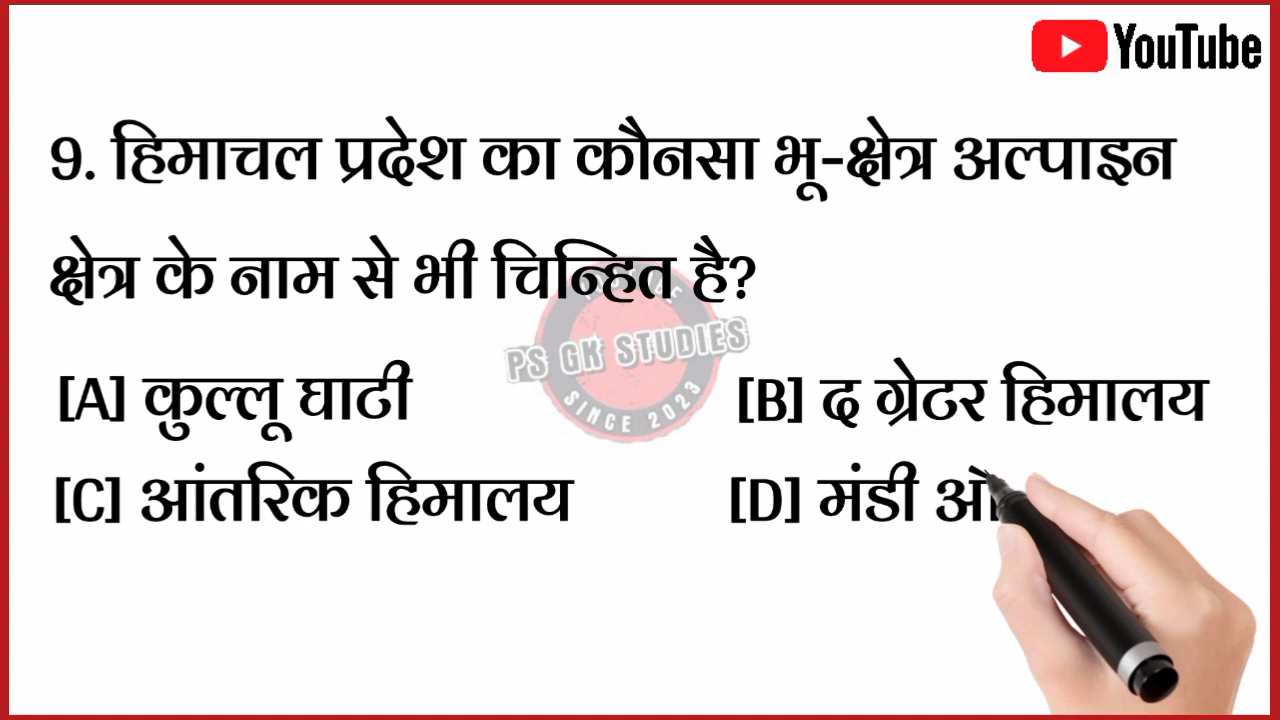 YouTube
9. हिमाचल प्रदेश का कौनसा भू-क्षेत्र अल्पाइन
क्षेत्र के नाम से भी चिन्हित है?
PS GK STUDIES
SINCE 2023
[A] कुल्लू घाटी [B] द ग्रेटर हिमालय
[C] आंतरिक हिमालय [D] मंडी